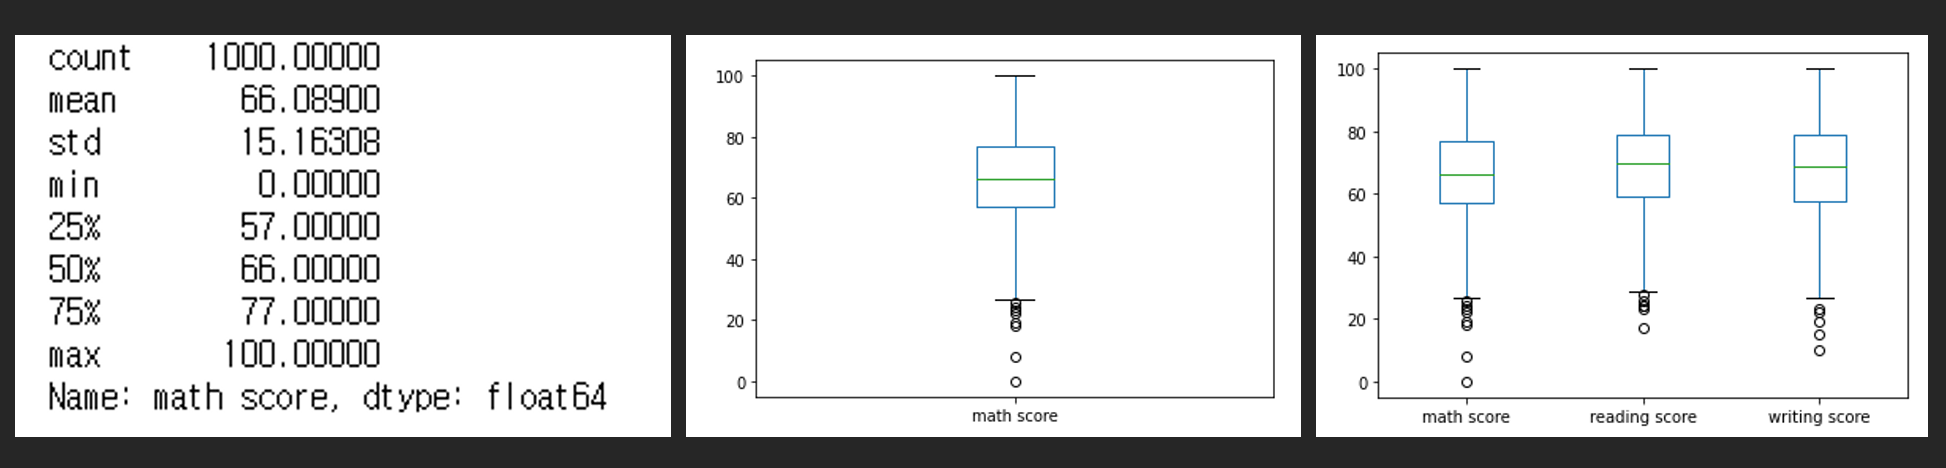 count 1000.00000
mean 66.08900
std 15.16308
min 0.00000
25% 57.00000
50% 66.00000
75% 77.00000
max 100.00000
Name: math score, dtype: float64
100
80
60
40
20
0
math score
100
80
60
40
20
0
math score reading score writing score